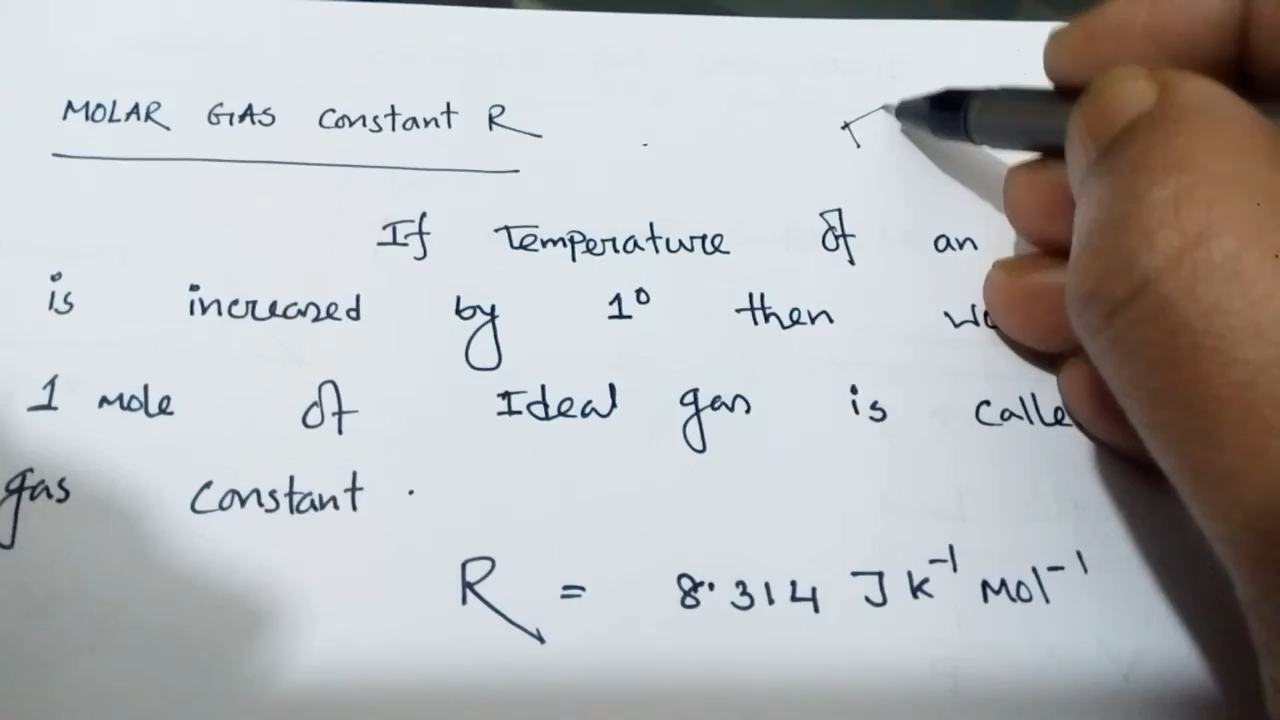 MOLAR GAS Constant R
If Temperature of an
is increased by 1° then
1 mole of Ideal gas is
gas constant.
R = 8.314 J K⁻¹ Mol⁻¹